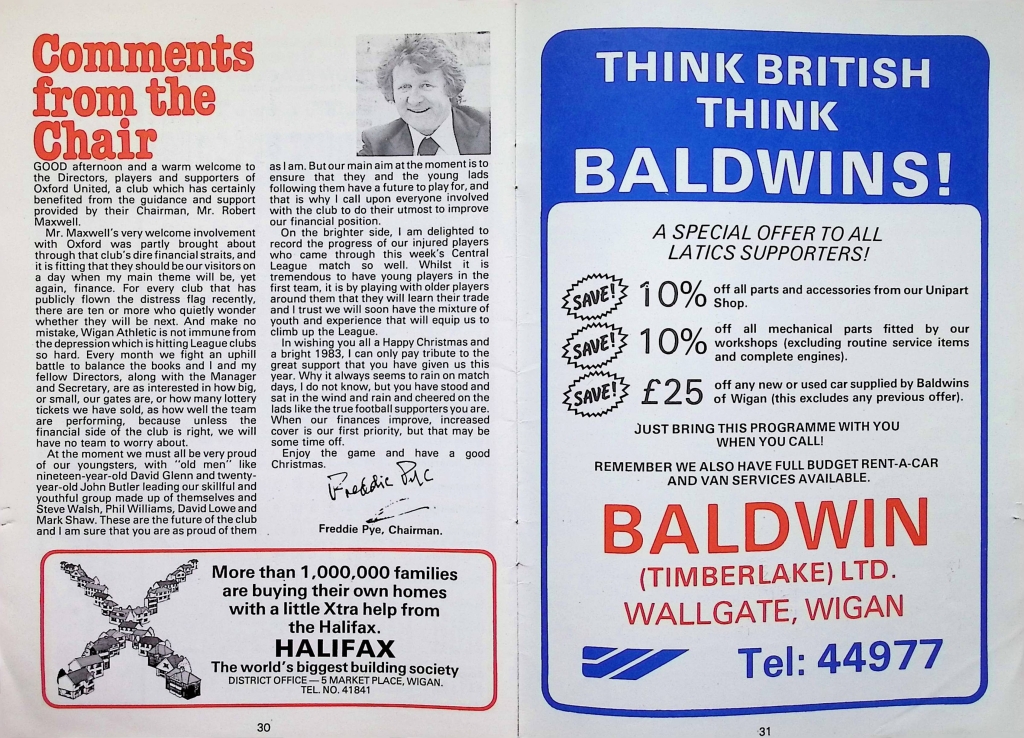 Comments
from the
Chair
GOOD afternoon and a warm welcome to
the Directors, players and supporters of
Oxford United, a club which has certainly
benefited from the guidance and support
provided by their Chairman, Mr. Robert
Maxwell.
Mr. Maxwell's very welcome involvement
with Oxford was partly brought about
through that club's dire financial straits, and
it is fitting that they should be our visitors on
a day when my main theme will be, yet
again, finance. For every club that has
publicly flown the distress flag recently,
there are ten or more who quietly wonder
whether they will be next. And make no
mistake, Wigan Athletic is not immune from
the depression which is hitting League clubs
so hard. Every month we fight an uphill
battle to balance the books and I and my
fellow Directors, along with the Manager
and Secretary, are as interested in how big,
or small, our gates are, or how many lottery
tickets we have sold, as how well the team
are performing, because unless the
financial side of the club is right, we will
have no team to worry about.
At the moment we must all be very proud
of our youngsters, with "old men" like
nineteen-year-old David Glenn and twenty-
year-old John Butler leading our skillful and
youthful group made up of themselves and
Steve Walsh, Phil Williams, David Lowe and
Mark Shaw. These are the future of the club
and I am sure that you are as proud of them
as I am. But our main aim at the moment is to
ensure that they and the young lads
following them have a future to play for, and
that is why I call upon everyone involved
with the club to do their utmost to improve
our financial position.
On the brighter side, I am delighted to
record the progress of our injured players
who came through this week's Central
League match so well. Whilst it is
tremendous to have young players in the
first team, it is by playing with older players
around them that they will learn their trade
and I trust we will soon have the mixture of
youth and experience that will equip us to
climb up the League.
In wishing you all a Happy Christmas and
a bright 1983, I can only pay tribute to the
great support that you have given us this
year. Why it always seems to rain on match
days, I do not know, but you have stood and
sat in the wind and rain and cheered on the
lads like the true football supporters you are.
When our finances improve, increased
cover is our first priority, but that may be
some time off.
Enjoy the game and have a good
Christmas.
Freddie Pye
Freddie Pye, Chairman.
More than 1,000,000 families
are buying their own homes
with a little Xtra help from
the Halifax.
HALIFAX
The world's biggest building society
DISTRICT OFFICE — 5 MARKET PLACE, WIGAN.
TEL. NO. 41841
30
THINK BRITISH
THINK
BALDWINS!
A SPECIAL OFFER TO ALL
LATICS SUPPORTERS!
SAVE! 10% off all parts and accessories from our Unipart
Shop.
SAVE! 10% off all mechanical parts fitted by our
workshops (excluding routine service items
and complete engines).
SAVE! £25 off any new or used car supplied by Baldwins
of Wigan (this excludes any previous offer).
JUST BRING THIS PROGRAMME WITH YOU
WHEN YOU CALL!
REMEMBER WE ALSO HAVE FULL BUDGET RENT-A-CAR
AND VAN SERVICES AVAILABLE.
BALDWIN
(TIMBERLAKE) LTD.
WALLGATE, WIGAN
Tel: 44977
31